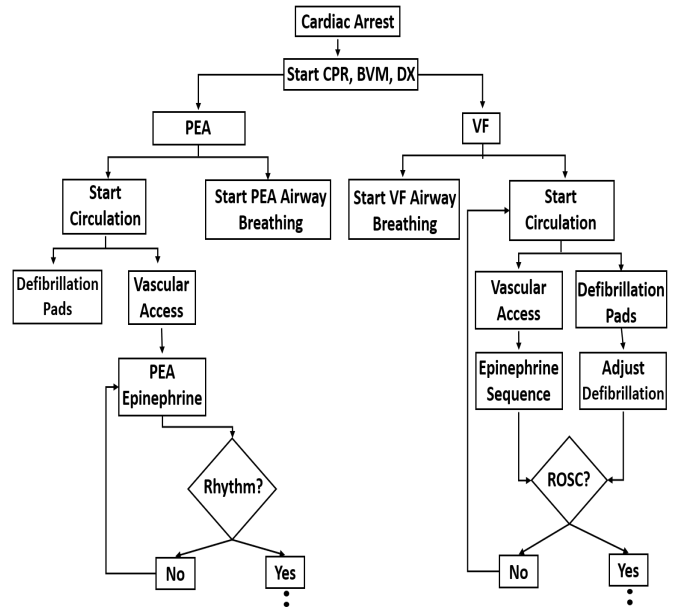 Cardiac Arrest
Start CPR, BVM, DX
PEA
VF
Start
Circulation
Start PEA Airway
Breathing
Start VF Airway
Breathing
Start
Circulation
Defibrillation
Pads
Vascular
Access
Vascular
Access
Defibrillation
Pads
PEA
Epinephrine
Epinephrine
Sequence
Adjust
Defibrillation
Rhythm?
ROSC?
No
Yes
No
Yes